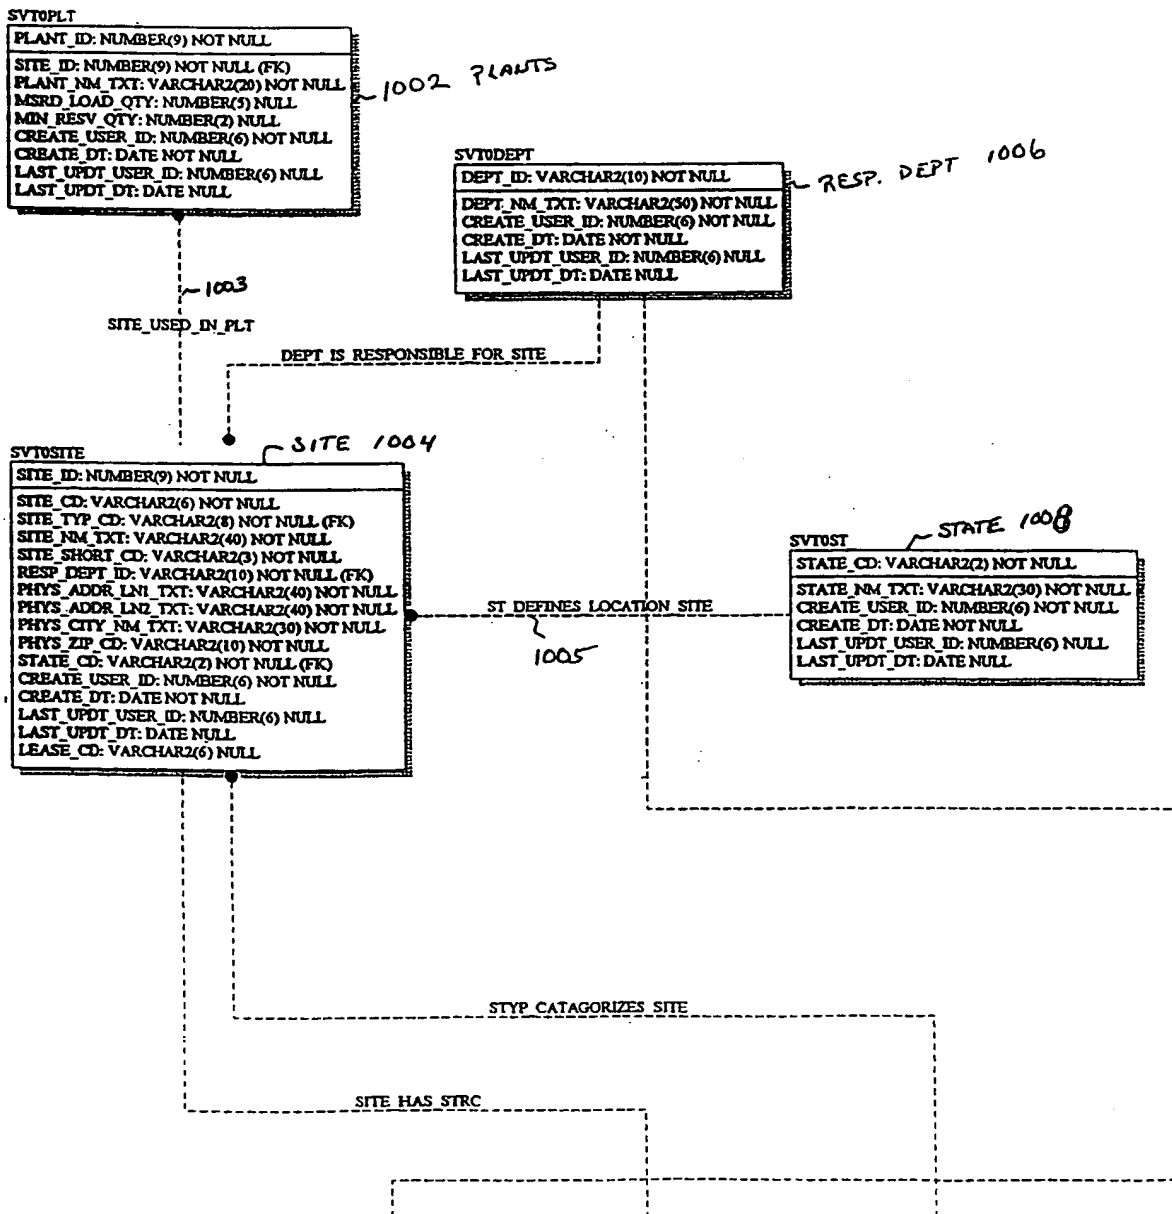 SVT0PLT
PLANT_ID: NUMBER(9) NOT NULL
SITE_ID: NUMBER(9) NOT NULL (FK)
PLANT_NM_TXT: VARCHAR2(20) NOT NULL
MSRD_LOAD_QTY: NUMBER(5) NULL
MIN_RESV_QTY: NUMBER(2) NULL
CREATE_USER_ID: NUMBER(6) NOT NULL
CREATE_DT: DATE NOT NULL
LAST_UPDT_USER_ID: NUMBER(6) NULL
LAST_UPDT_DT: DATE NULL
1002 PLANTS
SVT0DEPT
DEPT_ID: VARCHAR2(10) NOT NULL
DEPT_NM_TXT: VARCHAR2(50) NOT NULL
CREATE_USER_ID: NUMBER(6) NOT NULL
CREATE_DT: DATE NOT NULL
LAST_UPDT_USER_ID: NUMBER(6) NULL
LAST_UPDT_DT: DATE NULL
RESP. DEPT 1006
1003
SITE_USED_IN_PLT
DEPT IS RESPONSIBLE FOR SITE
SITE 1004
SVT0SITE
SITE_ID: NUMBER(9) NOT NULL
SITE_CD: VARCHAR2(6) NOT NULL
SITE_TYP_CD: VARCHAR2(8) NOT NULL (FK)
SITE_NM_TXT: VARCHAR2(40) NOT NULL
SITE_SHORT_CD: VARCHAR2(3) NOT NULL
RESP_DEPT_ID: VARCHAR2(10) NOT NULL (FK)
PHYS_ADDR_LN1_TXT: VARCHAR2(40) NOT NULL
PHYS_ADDR_LN2_TXT: VARCHAR2(40) NOT NULL
PHYS_CITY_NM_TXT: VARCHAR2(30) NOT NULL
PHYS_ZIP_CD: VARCHAR2(10) NOT NULL
STATE_CD: VARCHAR2(2) NOT NULL (FK)
CREATE_USER_ID: NUMBER(6) NOT NULL
CREATE_DT: DATE NOT NULL
LAST_UPDT_USER_ID: NUMBER(6) NULL
LAST_UPDT_DT: DATE NULL
LEASE_CD: VARCHAR2(6) NULL
ST_DEFINES_LOCATION_SITE
1005
STATE 1008
SVT0ST
STATE_CD: VARCHAR2(2) NOT NULL
STATE_NM_TXT: VARCHAR2(30) NOT NULL
CREATE_USER_ID: NUMBER(6) NOT NULL
CREATE_DT: DATE NOT NULL
LAST_UPDT_USER_ID: NUMBER(6) NULL
LAST_UPDT_DT: DATE NULL
STYP CATAGORIZES SITE
SITE HAS STRC